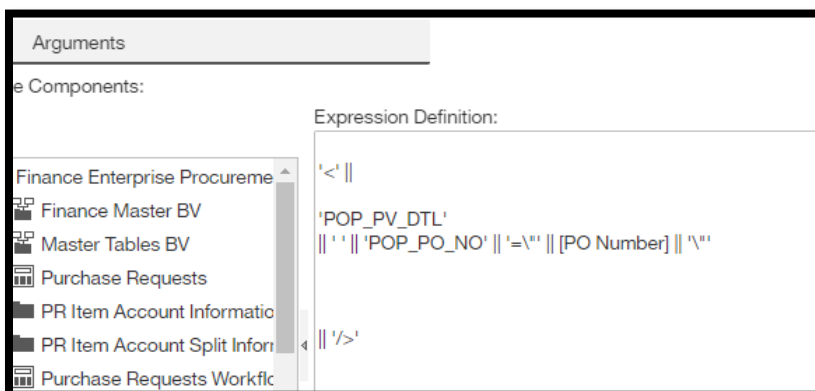 Arguments
e Components:
Expression Definition:
Finance Enterprise Procureme
Finance Master BV
Master Tables BV
Purchase Requests
PR Item Account Informatio
PR Item Account Split Inforr
Purchase Requests Workflc
'<' ||
'POP_PV_DTL'
|| ' ' || 'POP_PO_NO' || '=\"' || [PO Number] || '\"'
|| '/>'